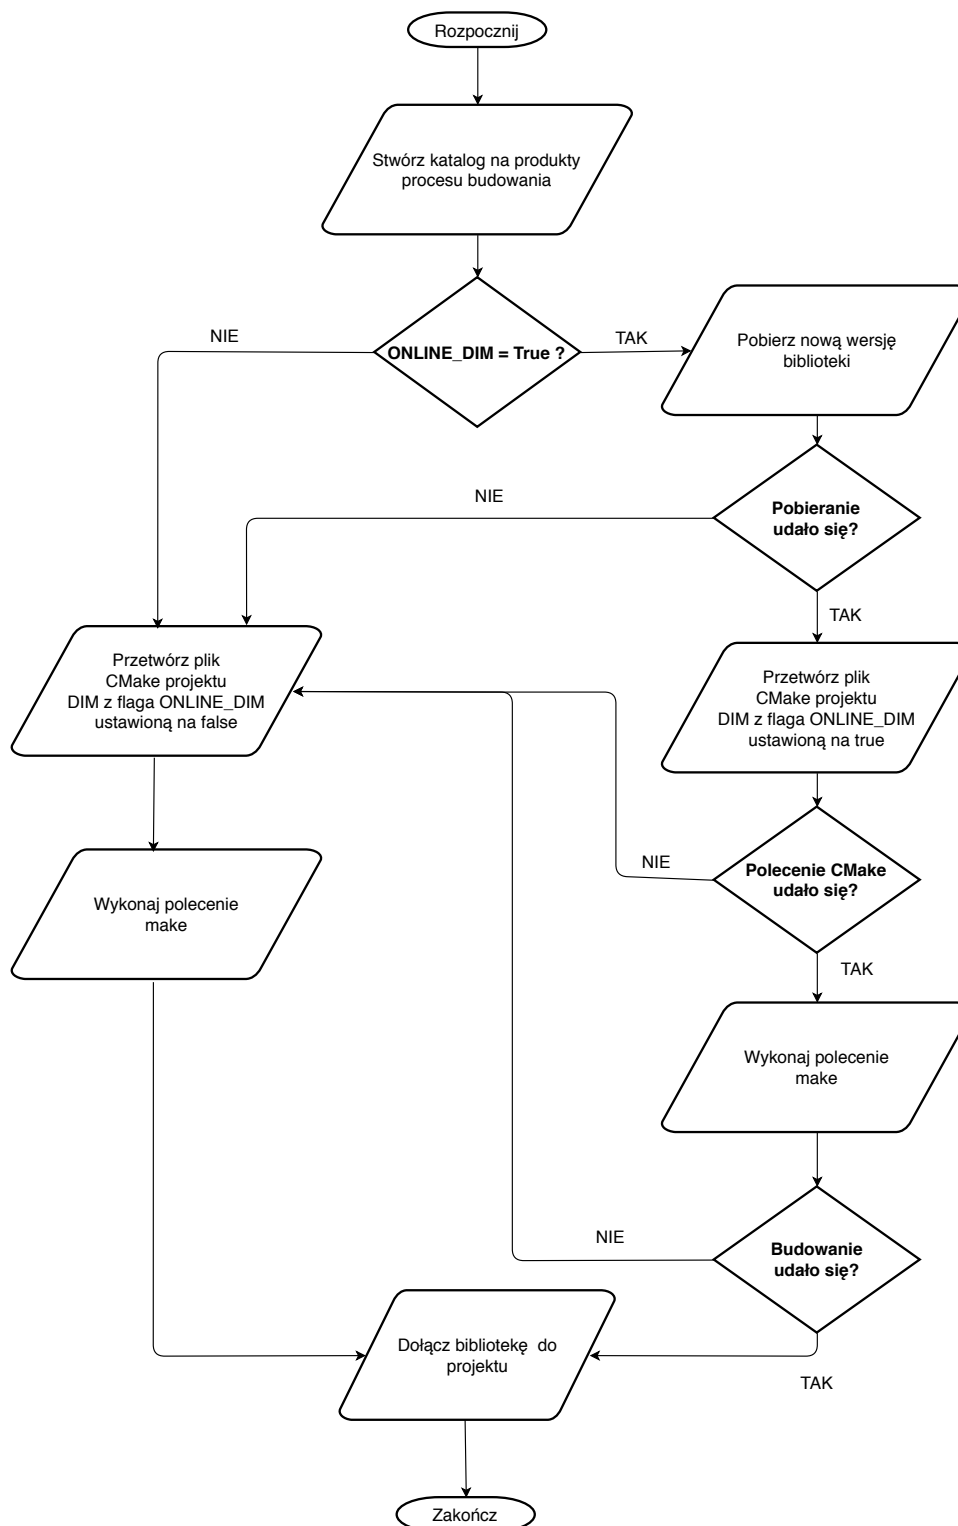 Rozpocznij
Stwórz katalog na produkty
procesu budowania
NIE
ONLINE_DIM = True ?
TAK
Pobierz nową wersję
biblioteki
NIE
Pobieranie
udało się?
TAK
Przetwórz plik
CMake projektu
DIM z flaga ONLINE_DIM
ustawioną na false
Przetwórz plik
CMake projektu
DIM z flaga ONLINE_DIM
ustawioną na true
NIE
Polecenie CMake
udało się?
Wykonaj polecenie
make
TAK
Wykonaj polecenie
make
NIE
Budowanie
udało się?
Dołącz bibliotekę do
projektu
TAK
Zakończ